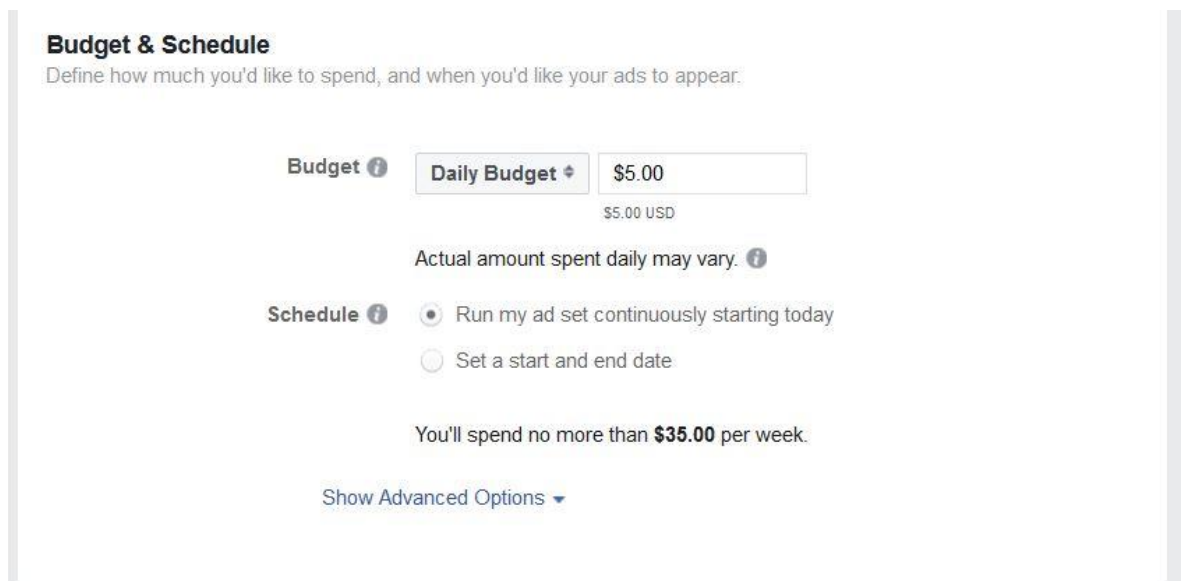 Budget & Schedule
Define how much you'd like to spend, and when you'd like your ads to appear.
Budget i Daily Budget $5.00
$5.00 USD
Actual amount spent daily may vary. i
Schedule i Run my ad set continuously starting today
Set a start and end date
You'll spend no more than $35.00 per week.
Show Advanced Options